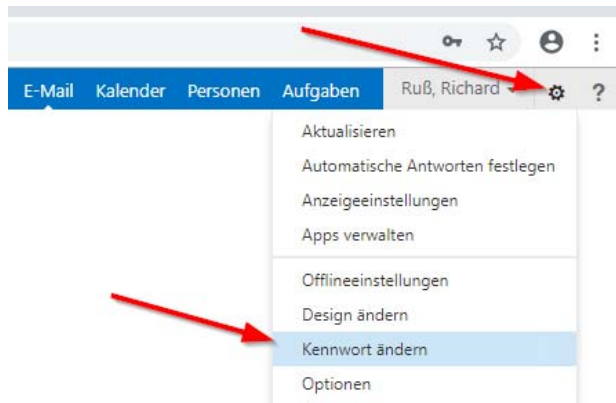 E-Mail Kalender Personen Aufgaben Ruß, Richard ?
Aktualisieren
Automatische Antworten festlegen
Anzeigeeinstellungen
Apps verwalten
Offlineeinstellungen
Design ändern
Kennwort ändern
Optionen